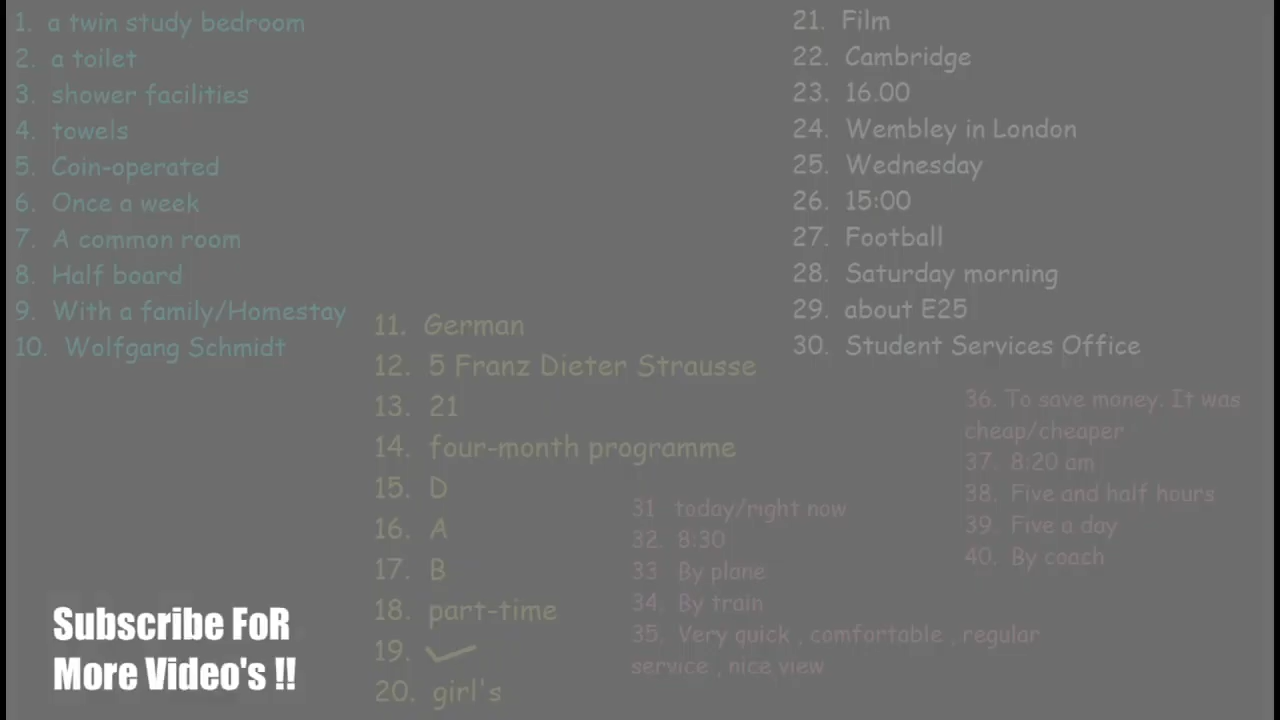 1. a twin study bedroom
2. a toilet
3. shower facilities
4. towels
5. Coin-operated
6. Once a week
7. A common room
8. Half board
9. With a family/Homestay
10. Wolfgang Schmidt
11. German
12. 5 Franz Dieter Strausse
13. 21
14. four-month programme
15. D
16. A
17. B
18. part-time
19. ✓
20. girl's
21. Film
22. Cambridge
23. 16.00
24. Wembley in London
25. Wednesday
26. 15:00
27. Football
28. Saturday morning
29. about E25
30. Student Services Office
31 today/right now
32. 8:30
33 By plane
34. By train
35. Very quick , comfortable , regular
service , nice view
36. To save money. It was
cheap/cheaper
37. 8:20 am
38. Five and half hours
39. Five a day
40. By coach
Subscribe FoR
More Video's !!